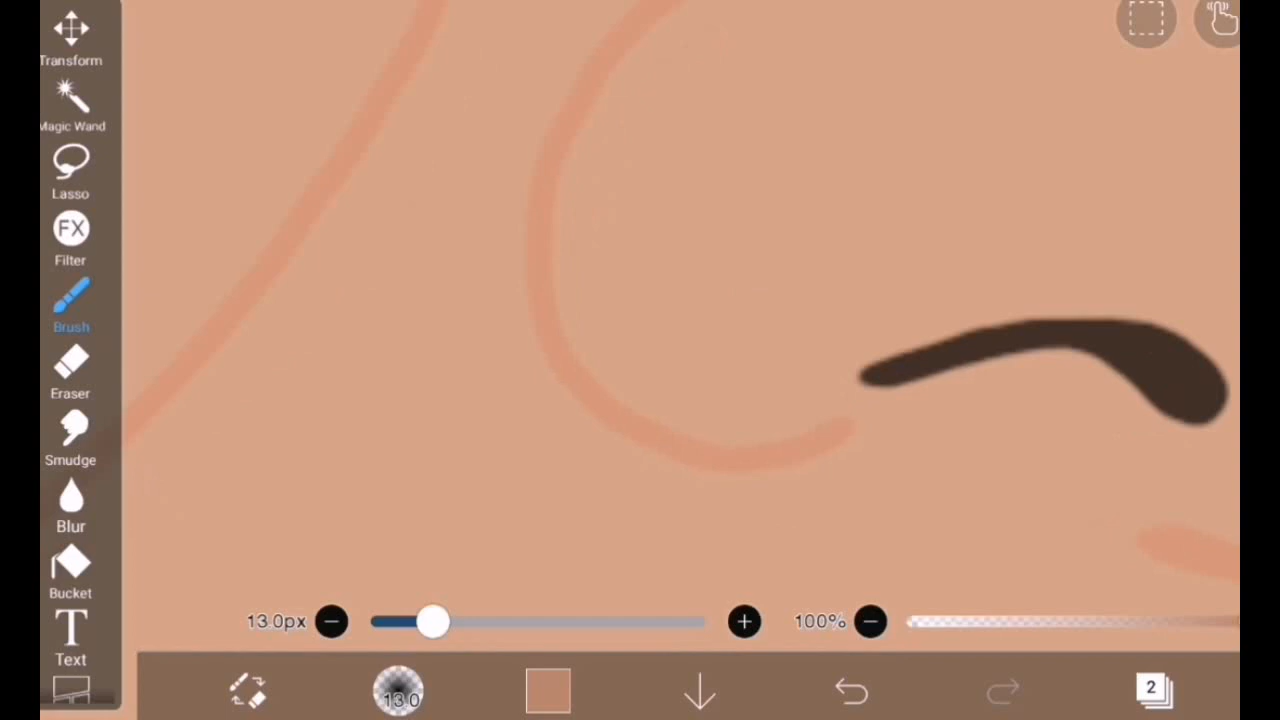 Transform
Magic Wand
Lasso
FX
Filter
Brush
Eraser
Smudge
Blur
Bucket
T
Text
13.0px
100%
13.0
2